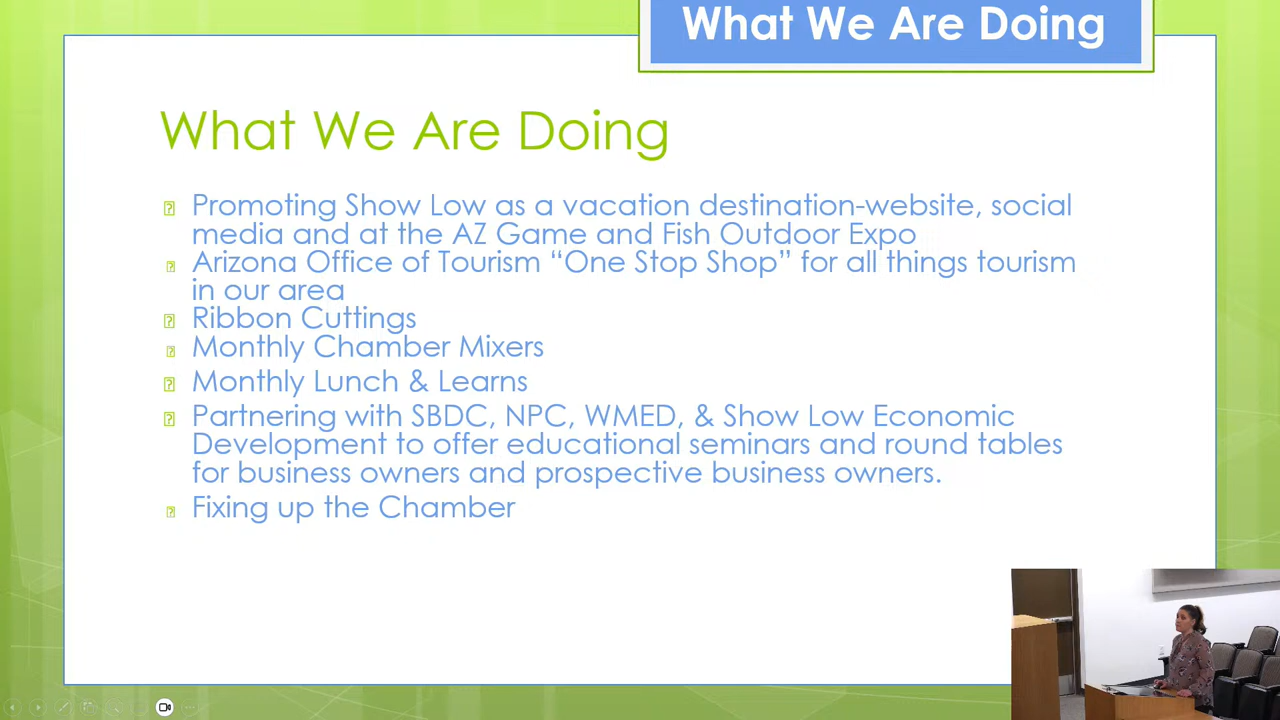 What We Are Doing
What We Are Doing
Promoting Show Low as a vacation destination-website, social
media and at the AZ Game and Fish Outdoor Expo
Arizona Office of Tourism “One Stop Shop” for all things tourism
in our area
Ribbon Cuttings
Monthly Chamber Mixers
Monthly Lunch & Learns
Partnering with SBDC, NPC, WMED, & Show Low Economic
Development to offer educational seminars and round tables
for business owners and prospective business owners.
Fixing up the Chamber